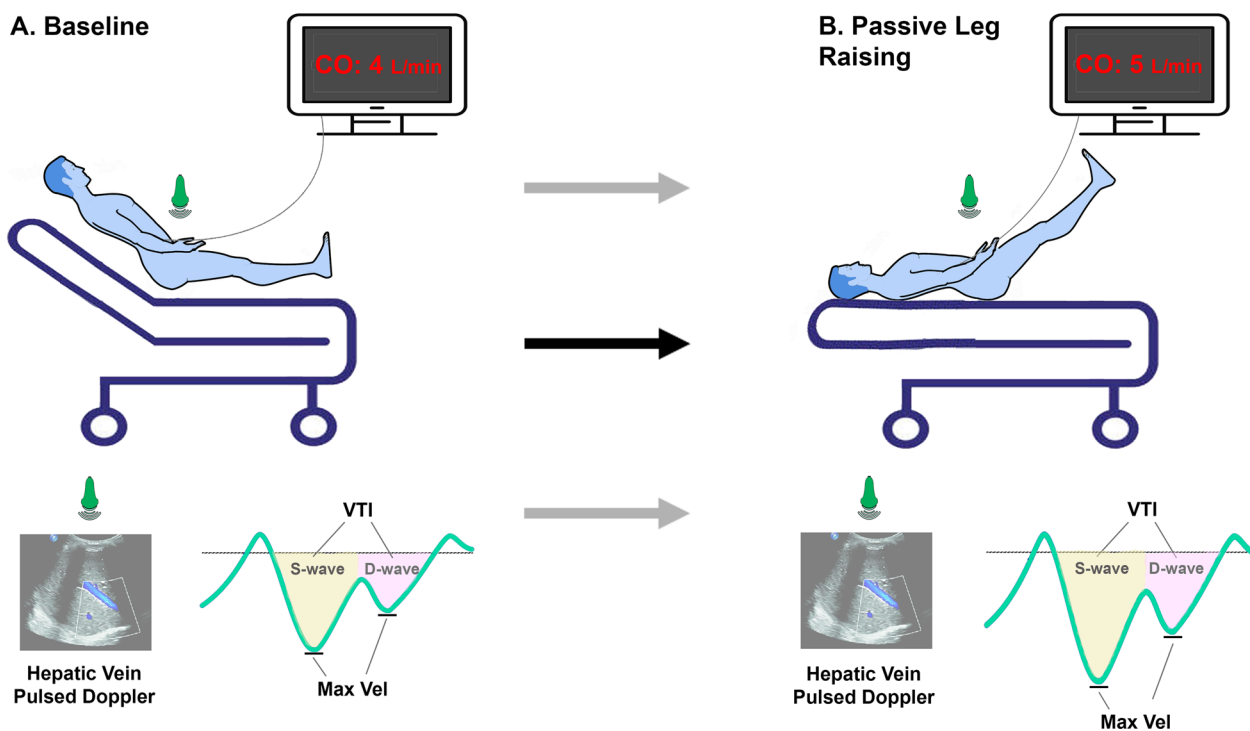 A. Baseline
CO: 4 L/min
B. Passive Leg
Raising
CO: 5 L/min
VTI
S-wave
D-wave
Max Vel
Hepatic Vein
Pulsed Doppler
VTI
S-wave
D-wave
Max Vel
Hepatic Vein
Pulsed Doppler